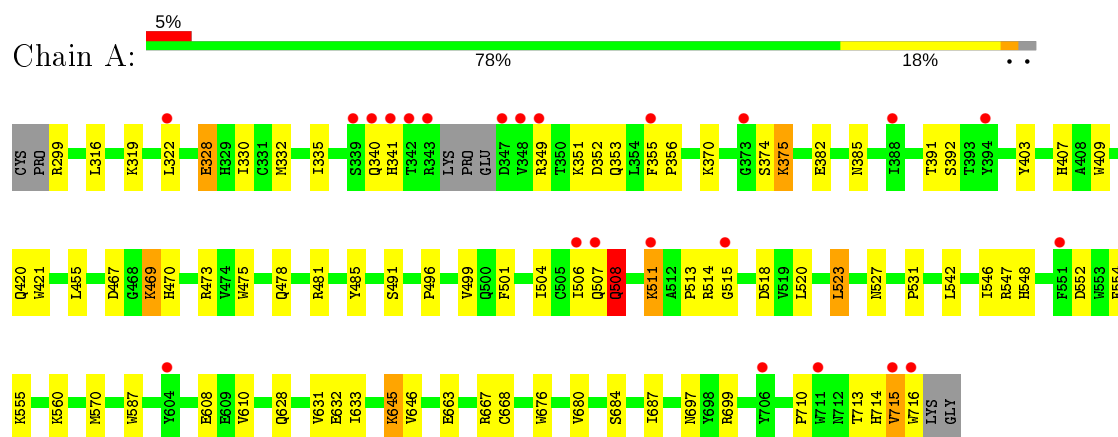 5%
Chain A:
78% 18% • •
CYS PRO R299 L316 K319 L322 E328 H329 I330 C331 M332 I335 S339 Q340 H341 T342 R343 LYS PRO GLU D347 V348 R349 T350 K351 D352 Q353 L354 F355 P356 K370 G373 S374 K375 E382 N385 I388 T391 S392 T393 Y394 Y403 H407 A408 W409
Q420 W421 L455 D467 G468 K469 H470 R473 V474 W475 Q478 R481 Y485 S491 P496 V499 Q500 F501 I504 C505 I506 Q507 Q508 K511 A512 P513 R514 G515 D518 V519 L520 L523 N527 P531 L542 I546 R547 H548 F551 D552 W553 E554
K555 K560 M570 W587 Y604 E608 E609 V610 Q628 V631 E632 I633 K645 V646 E663 R667 C668 W676 V680 S684 I687 N697 Y698 R699 Y706 P710 W711 N712 T713 H714 V715 W716 LYS GLY